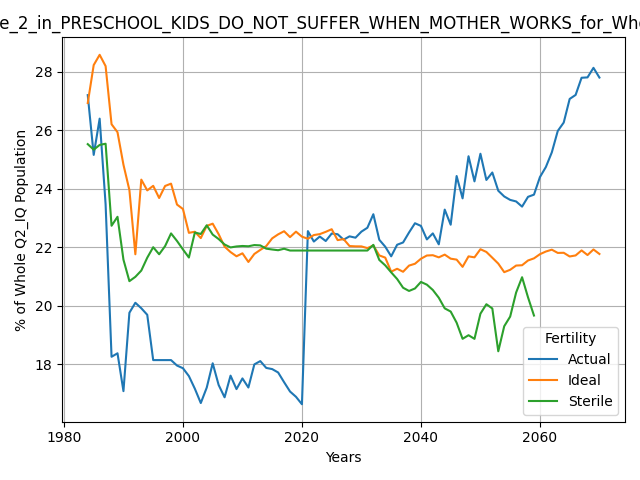 e_2_in_PRESCHOOL_KIDS_DO_NOT_SUFFER_WHEN_MOTHER_WORKS_for_Who
% of Whole Q2_IQ Population
28
26
24
22
20
18
1980
2000
2020
2040
2060
Years
Fertility
Actual
Ideal
Sterile